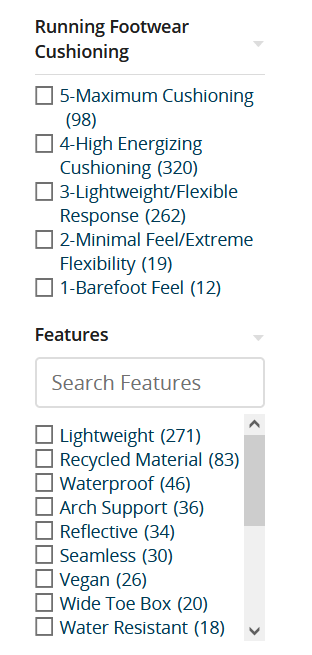 Running Footwear
Cushioning
5-Maximum Cushioning
(98)
4-High Energizing
Cushioning (320)
3-Lightweight/Flexible
Response (262)
2-Minimal Feel/Extreme
Flexibility (19)
1-Barefoot Feel (12)
Features
Search Features
Lightweight (271)
Recycled Material (83)
Waterproof (46)
Arch Support (36)
Reflective (34)
Seamless (30)
Vegan (26)
Wide Toe Box (20)
Water Resistant (18)